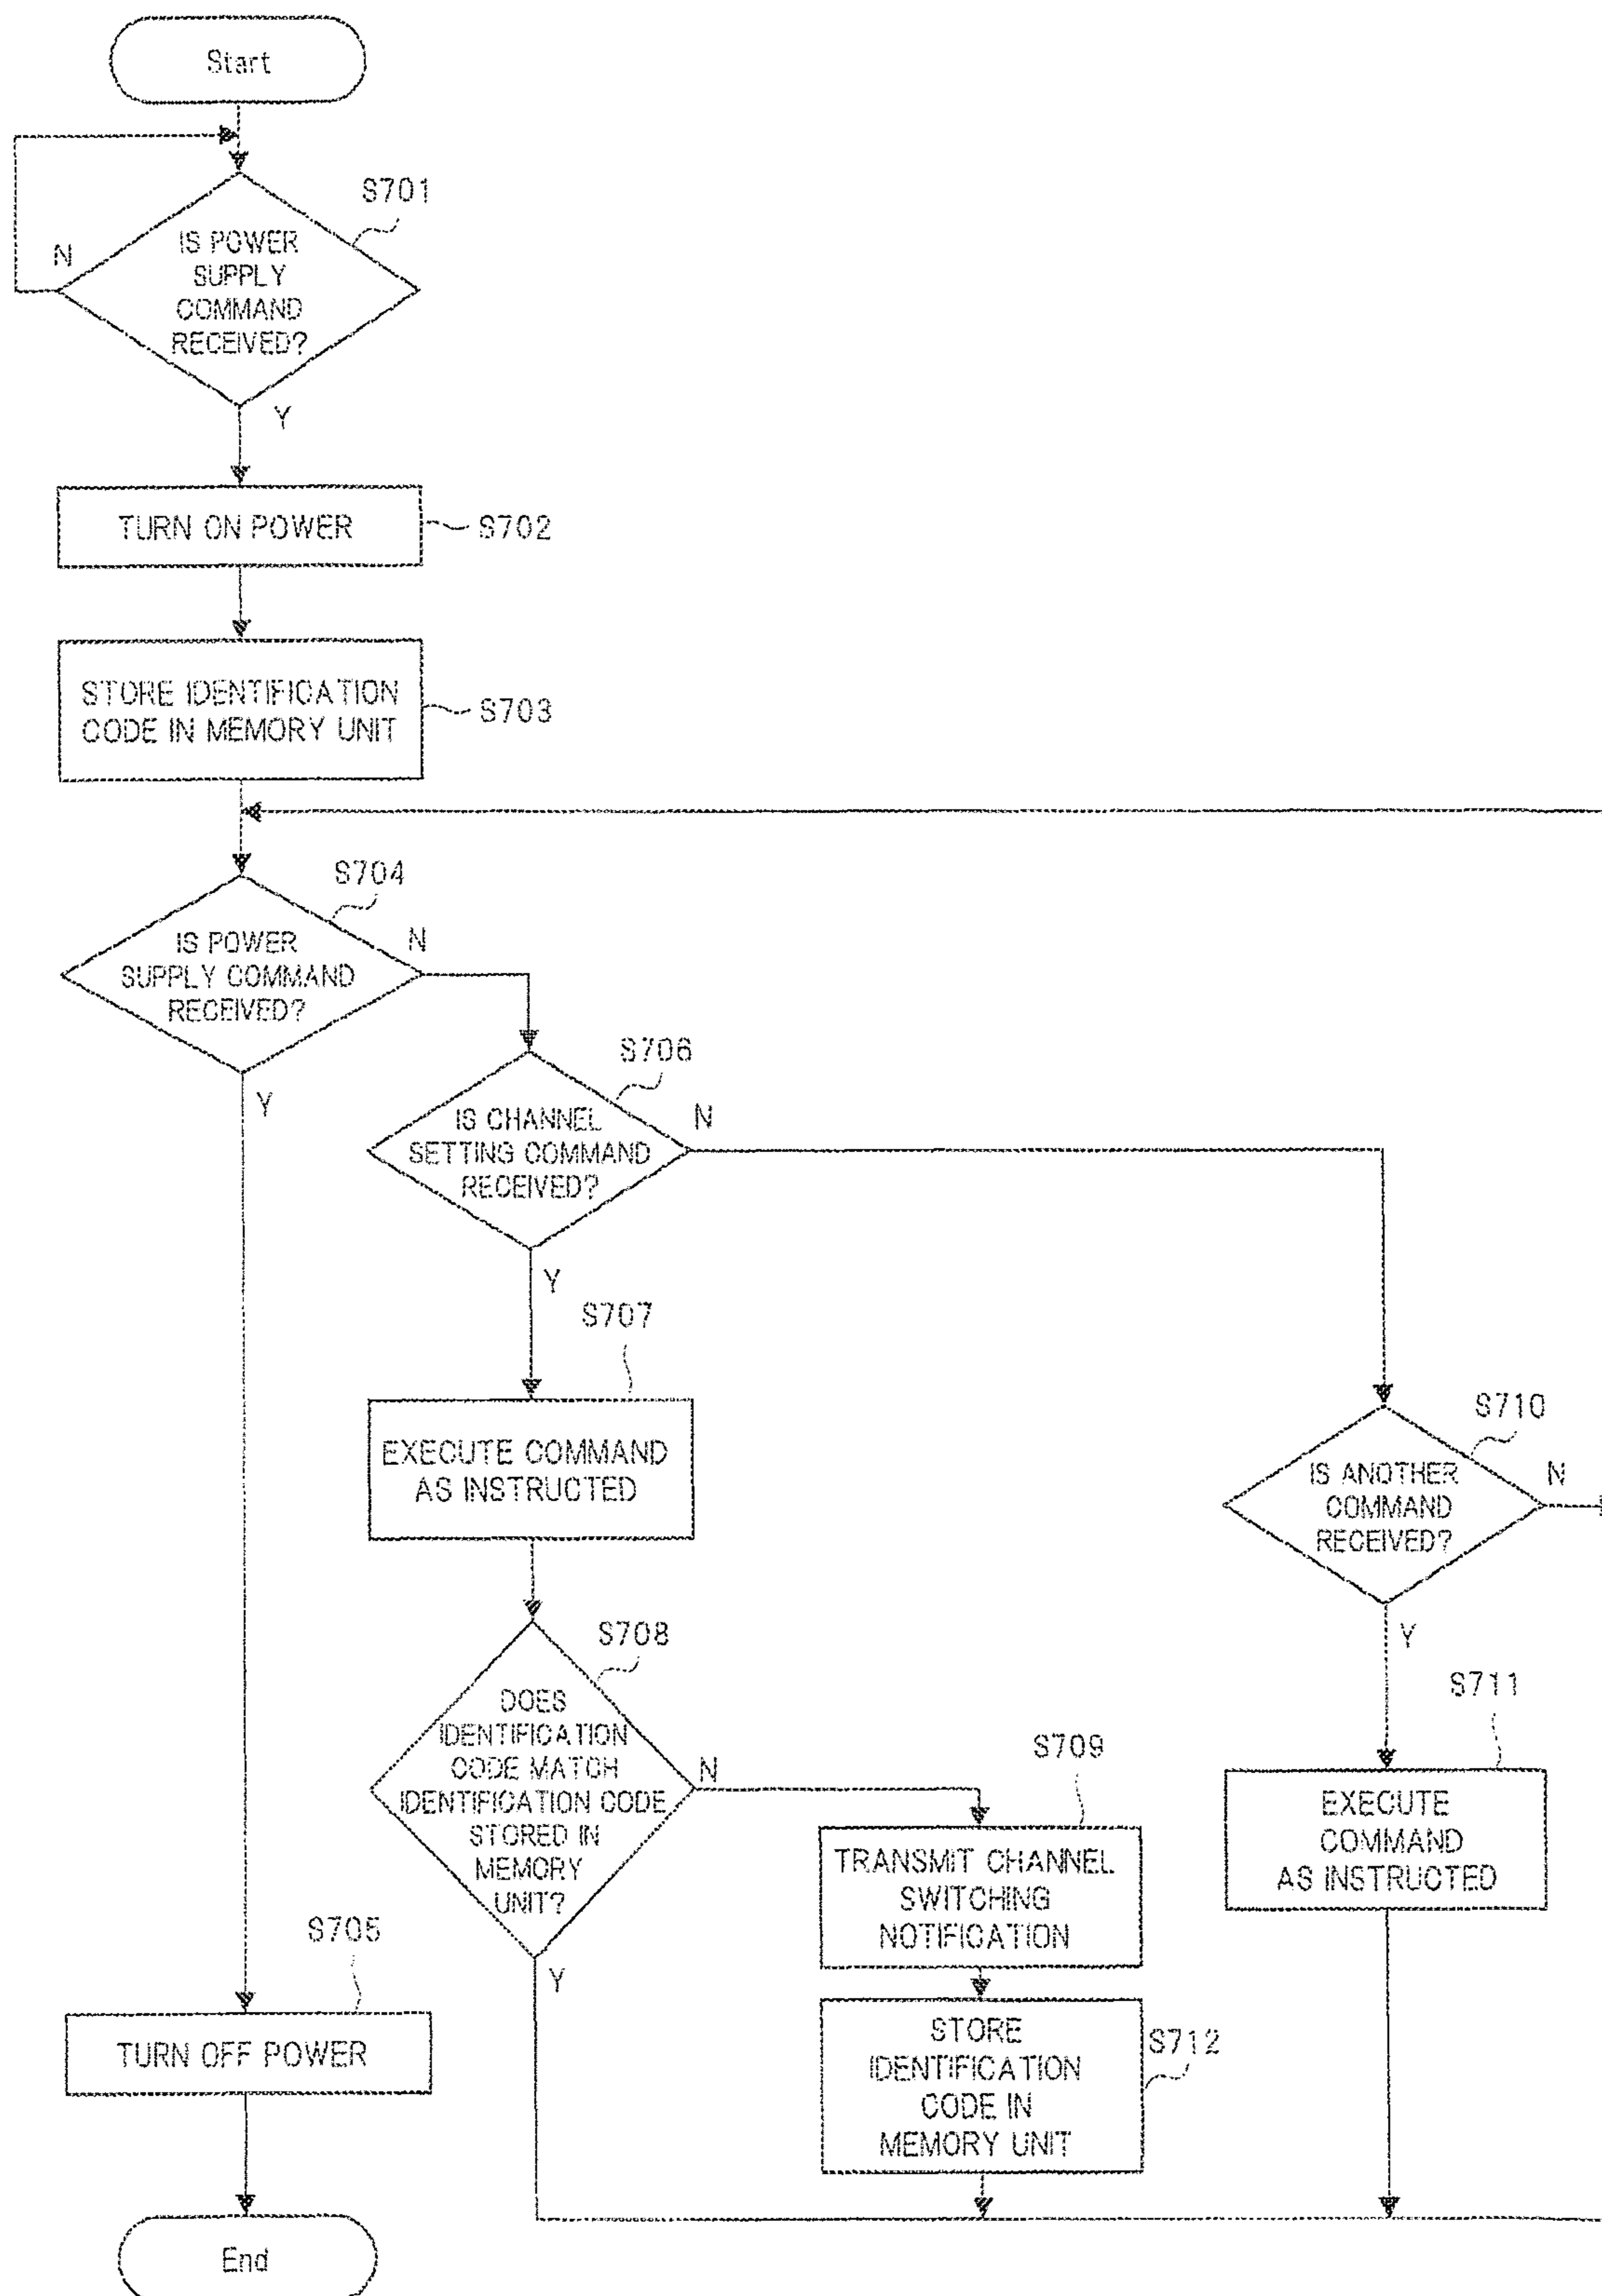 Start
S701
N
IS POWER
SUPPLY
COMMAND
RECEIVED?
Y
TURN ON POWER
S702
STORE IDENTIFICATION
CODE IN MEMORY UNIT
S703
S704
N
IS POWER
SUPPLY COMMAND
RECEIVED?
Y
S706
N
IS CHANNEL
SETTING COMMAND
RECEIVED?
Y
S707
EXECUTE COMMAND
AS INSTRUCTED
S710
IS ANOTHER
COMMAND
RECEIVED?
N
Y
S708
DOES
IDENTIFICATION
CODE MATCH
IDENTIFICATION CODE
STORED IN
MEMORY
UNIT?
N
Y
S709
TRANSMIT CHANNEL
SWITCHING
NOTIFICATION
S711
EXECUTE
COMMAND
AS INSTRUCTED
S705
TURN OFF POWER
STORE
IDENTIFICATION
CODE IN
MEMORY UNIT
S712
End